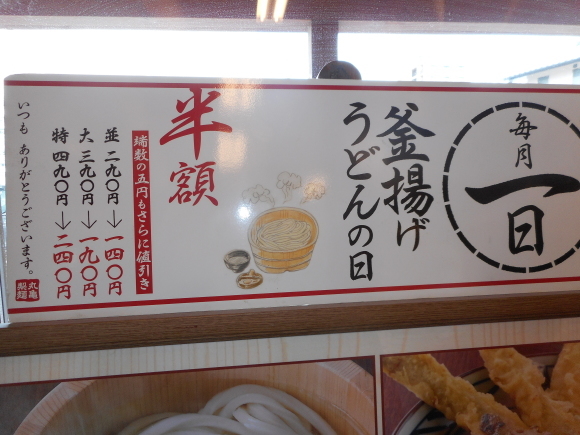 毎月
一日
釜揚げ
うどんの日
半額
端数の五円もさらに値引き
並 二九〇円→一四〇円
大 三九〇円→一九〇円
特 四九〇円→二四〇円
いつも ありがとうございます。
丸亀
製麺